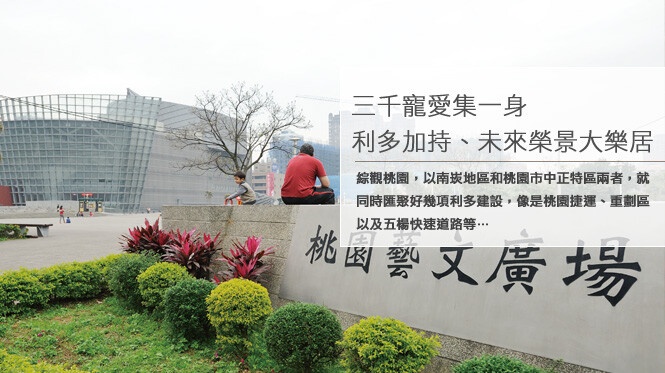 三千寵愛集一身
利多加持、未來榮景大樂居
綜觀桃園，以南崁地區和桃園市中正特區兩者，就
同時匯聚好幾項利多建設，像是桃園捷運、重劃區
以及五楊快速道路等…
桃園藝文廣場